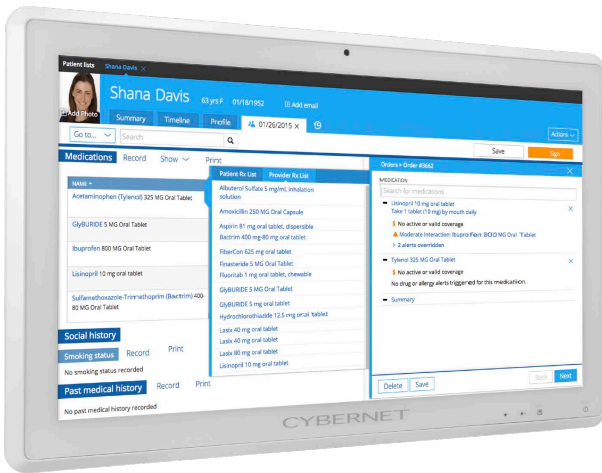 Patient lists
Shana Davis ×
Shana Davis 63 yrs F 01/18/1952 Add email
Add Photo
Summary Timeline Profile 01/26/2015 ×
Actions
Go to... Search
Save Sign
Medications Record Show Print
NAME
Acetaminophen (Tylenol) 325 MG Oral Tablet
GlyBURIDE 5 MG Oral Tablet
Ibuprofen 800 MG Oral Tablet
Lisinopril 10 mg oral tablet
Sulfamethoxazole-Trimethoprim (Bactrim) 400-
80 MG Oral Tablet
Social history
Smoking status Record Print
No smoking status recorded
Past medical history Record Print
No past medical history recorded
Patient Rx List Provider Rx List
Albuterol Sulfate 5 mg/mL inhalation
solution
Amoxicillin 250 MG Oral Capsule
Aspirin 81 mg oral tablet, dispersible
Bactrim 400 mg-80 mg oral tablet
FiberCon 625 mg oral tablet
Finasteride 5 MG Oral Tablet
Fluoritab 1 mg oral tablet, chewable
GlyBURIDE 5 MG Oral Tablet
GlyBURIDE 5 mg oral tablet
Hydrochlorothiazide 12.5 mg oral tablet
Lasix 40 mg oral tablet
Lasix 40 mg oral tablet
Lasix 80 mg oral tablet
Lisinopril 10 mg oral tablet
Orders > Order #3662 ×
MEDICATION
Search for medications
Lisinopril 10 mg oral tablet ×
Take 1 tablet (10 mg) by mouth daily
$ No active or valid coverage
Moderate Interaction: Ibuprofen 800 MG Oral Tablet
> 2 alerts overridden
Tylenol 325 MG Oral Tablet ×
$ No active or valid coverage
No drug or allergy alerts triggered for this medication.
Summary
Delete Save Back Next
CYBERNET